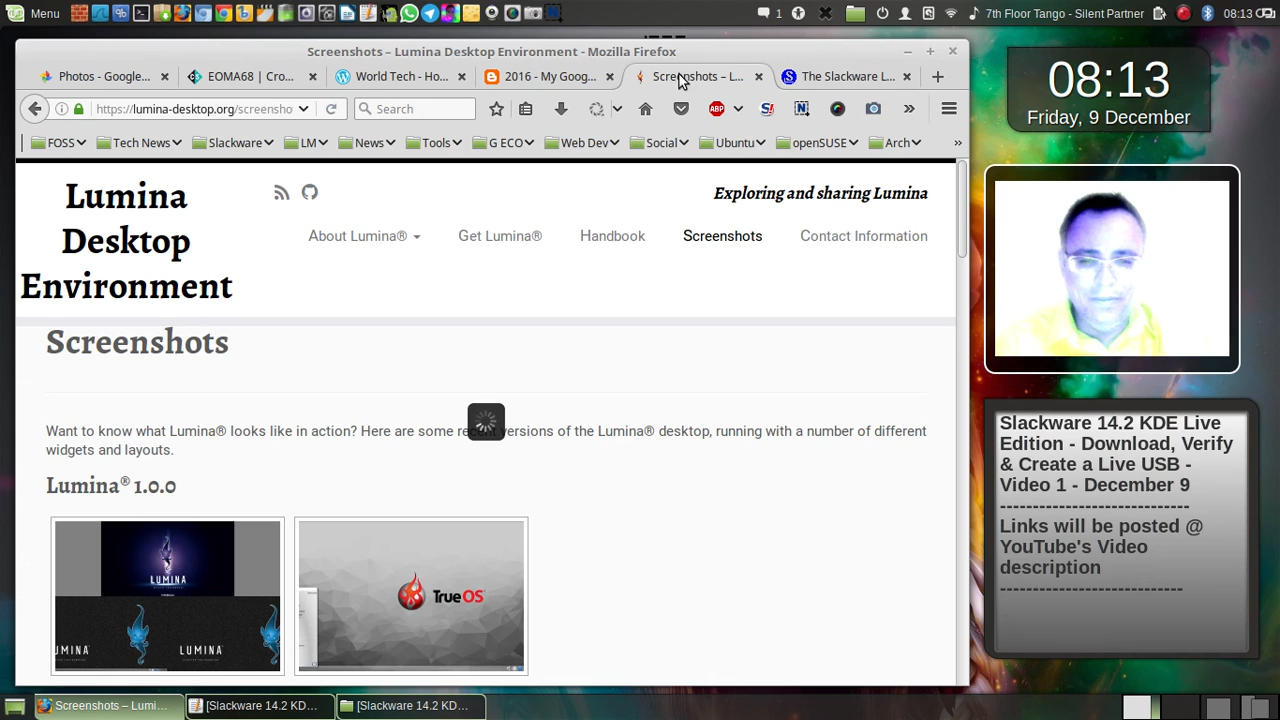 Menu
1
7th Floor Tango - Silent Partner
08:13
Screenshots – Lumina Desktop Environment - Mozilla Firefox
Photos - Google...
EOMA68 | Cro...
World Tech - Ho...
2016 - My Goog...
Screenshots – L...
The Slackware L...
https://lumina-desktop.org/screensho
Search
ABP
S!
N
FOSS
Tech News
Slackware
LM
News
Tools
G ECO
Web Dev
Social
Ubuntu
openSUSE
Arch
Lumina
Desktop
Environment
Exploring and sharing Lumina
About Lumina®
Get Lumina®
Handbook
Screenshots
Contact Information
Screenshots
Want to know what Lumina® looks like in action? Here are some recent versions of the Lumina® desktop, running with a number of different
widgets and layouts.
Lumina® 1.0.0
LUMINA
UMINA
LUMINA
TrueOS
08:13
Friday, 9 December
Slackware 14.2 KDE Live
Edition - Download, Verify
& Create a Live USB -
Video 1 - December 9
----------------------------
Links will be posted @
YouTube's Video
description
---------------------------
Screenshots – Lumi...
[Slackware 14.2 KD...
[Slackware 14.2 KD...